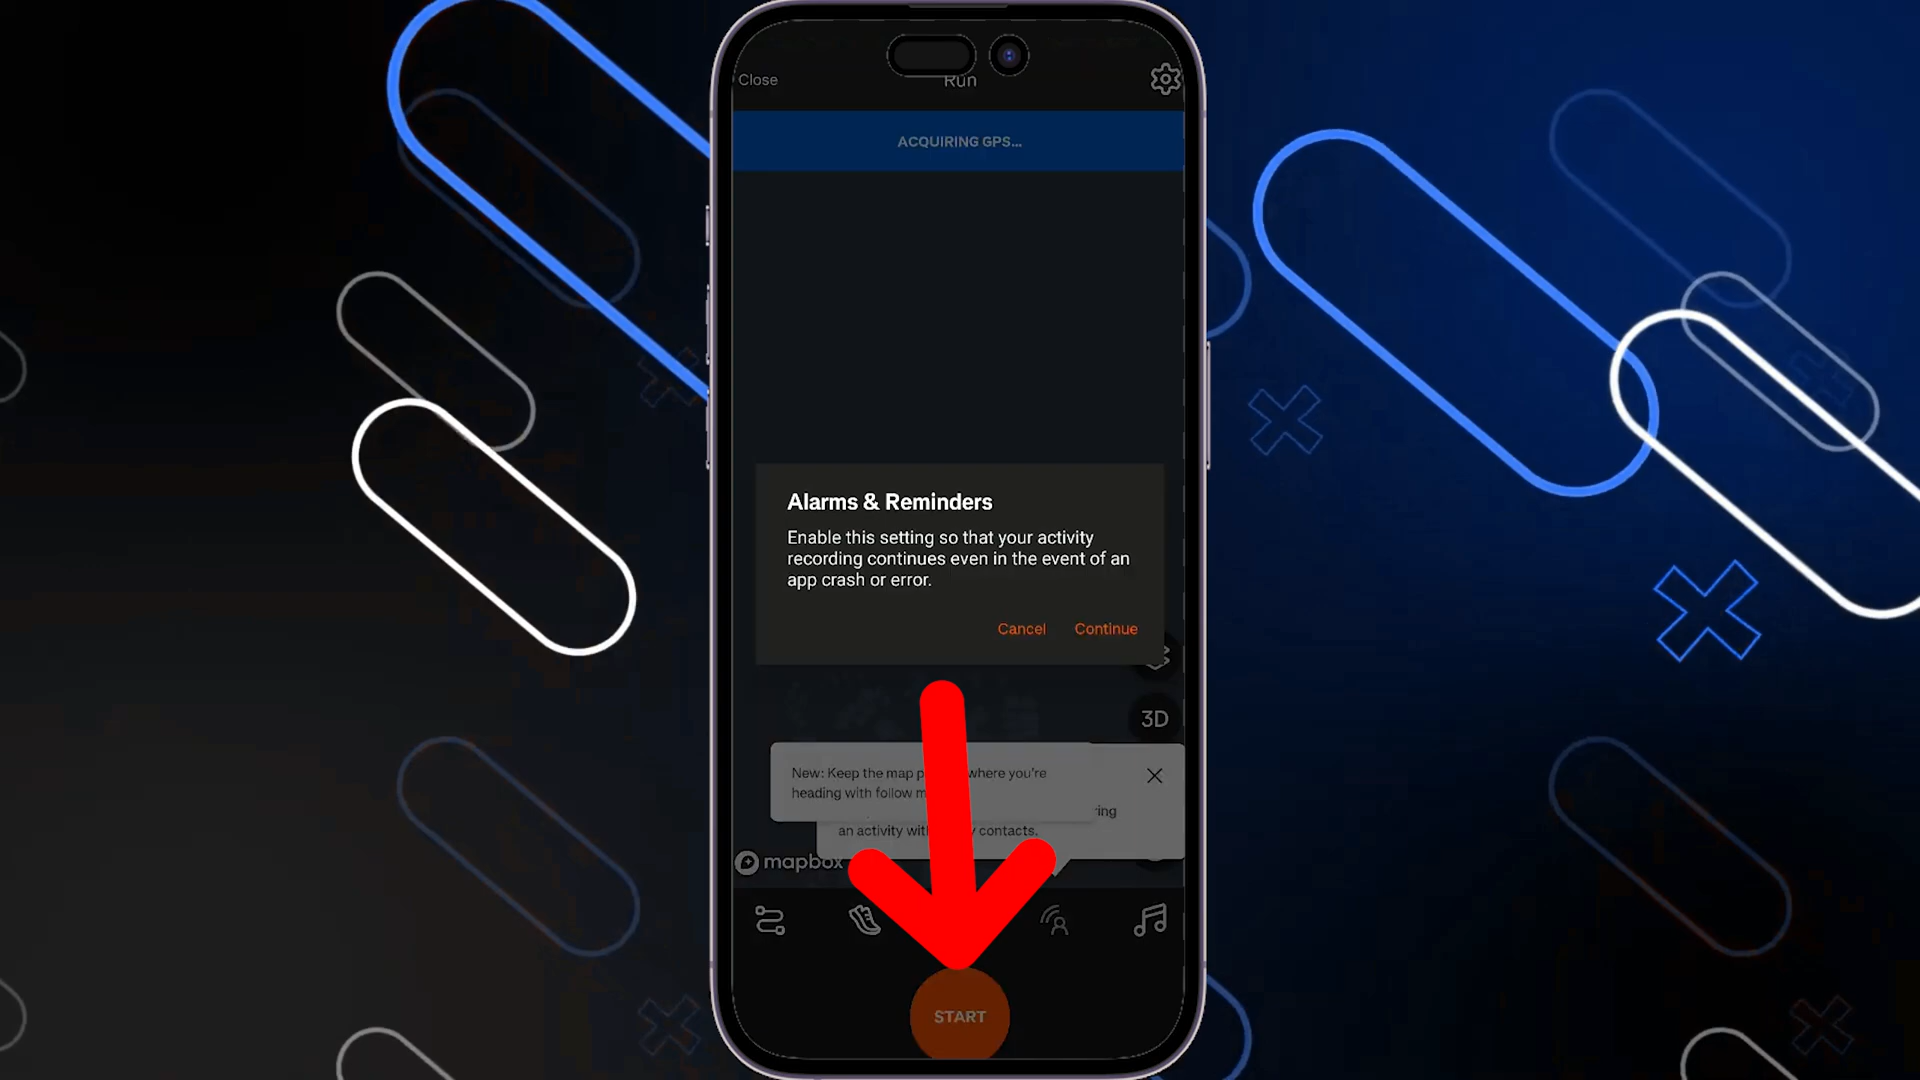 Close
Run
ACQUIRING GPS...
Alarms & Reminders
Enable this setting so that your activity
recording continues even in the event of an
app crash or error.
Cancel Continue
3D
New: Keep the map where you're
heading with follow
an activity contacts.
mapbox
START